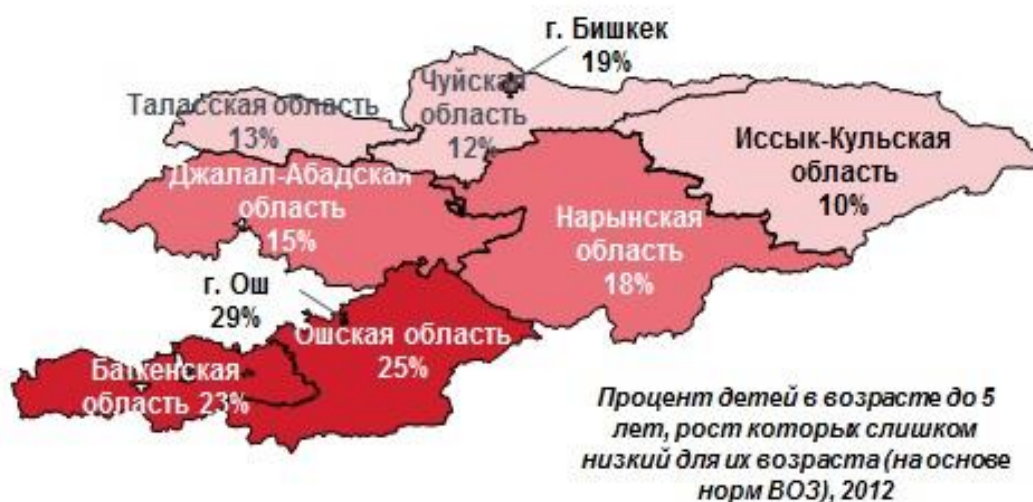 г. Бишкек
19%
Чуйская
область
12%
Таласская область
13%
Иссык-Кульская
область
10%
Джалал-Абадская
область
15%
Нарынская
область
18%
г. Ош
29%
Ошская область
25%
Баткенская
область 23%
Процент детей в возрасте до 5
лет, рост которых слишком
низкий для их возраста (на основе
норм ВОЗ), 2012